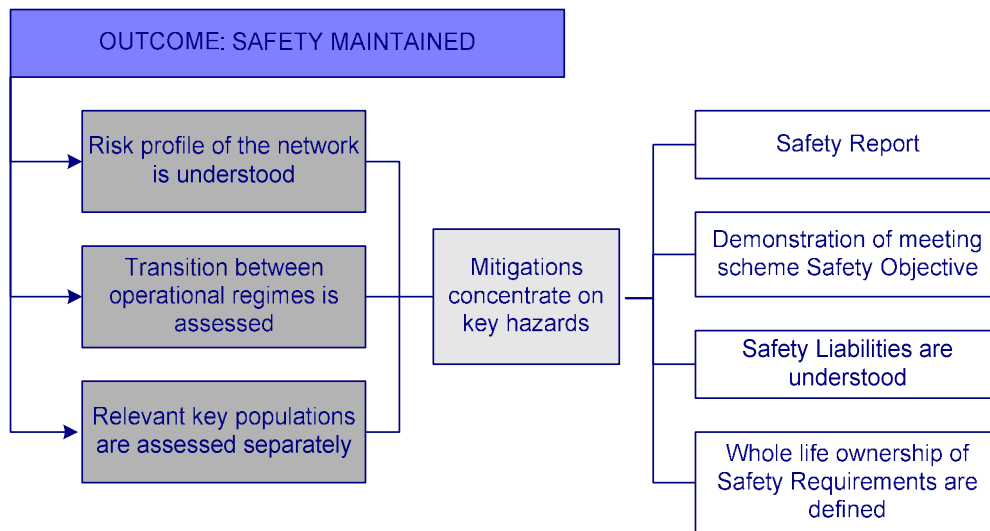 OUTCOME: SAFETY MAINTAINED
Risk profile of the network
is understood
Transition between
operational regimes is
assessed
Relevant key populations
are assessed separately
Mitigations
concentrate on
key hazards
Safety Report
Demonstration of meeting
scheme Safety Objective
Safety Liabilities are
understood
Whole life ownership of
Safety Requirements are
defined